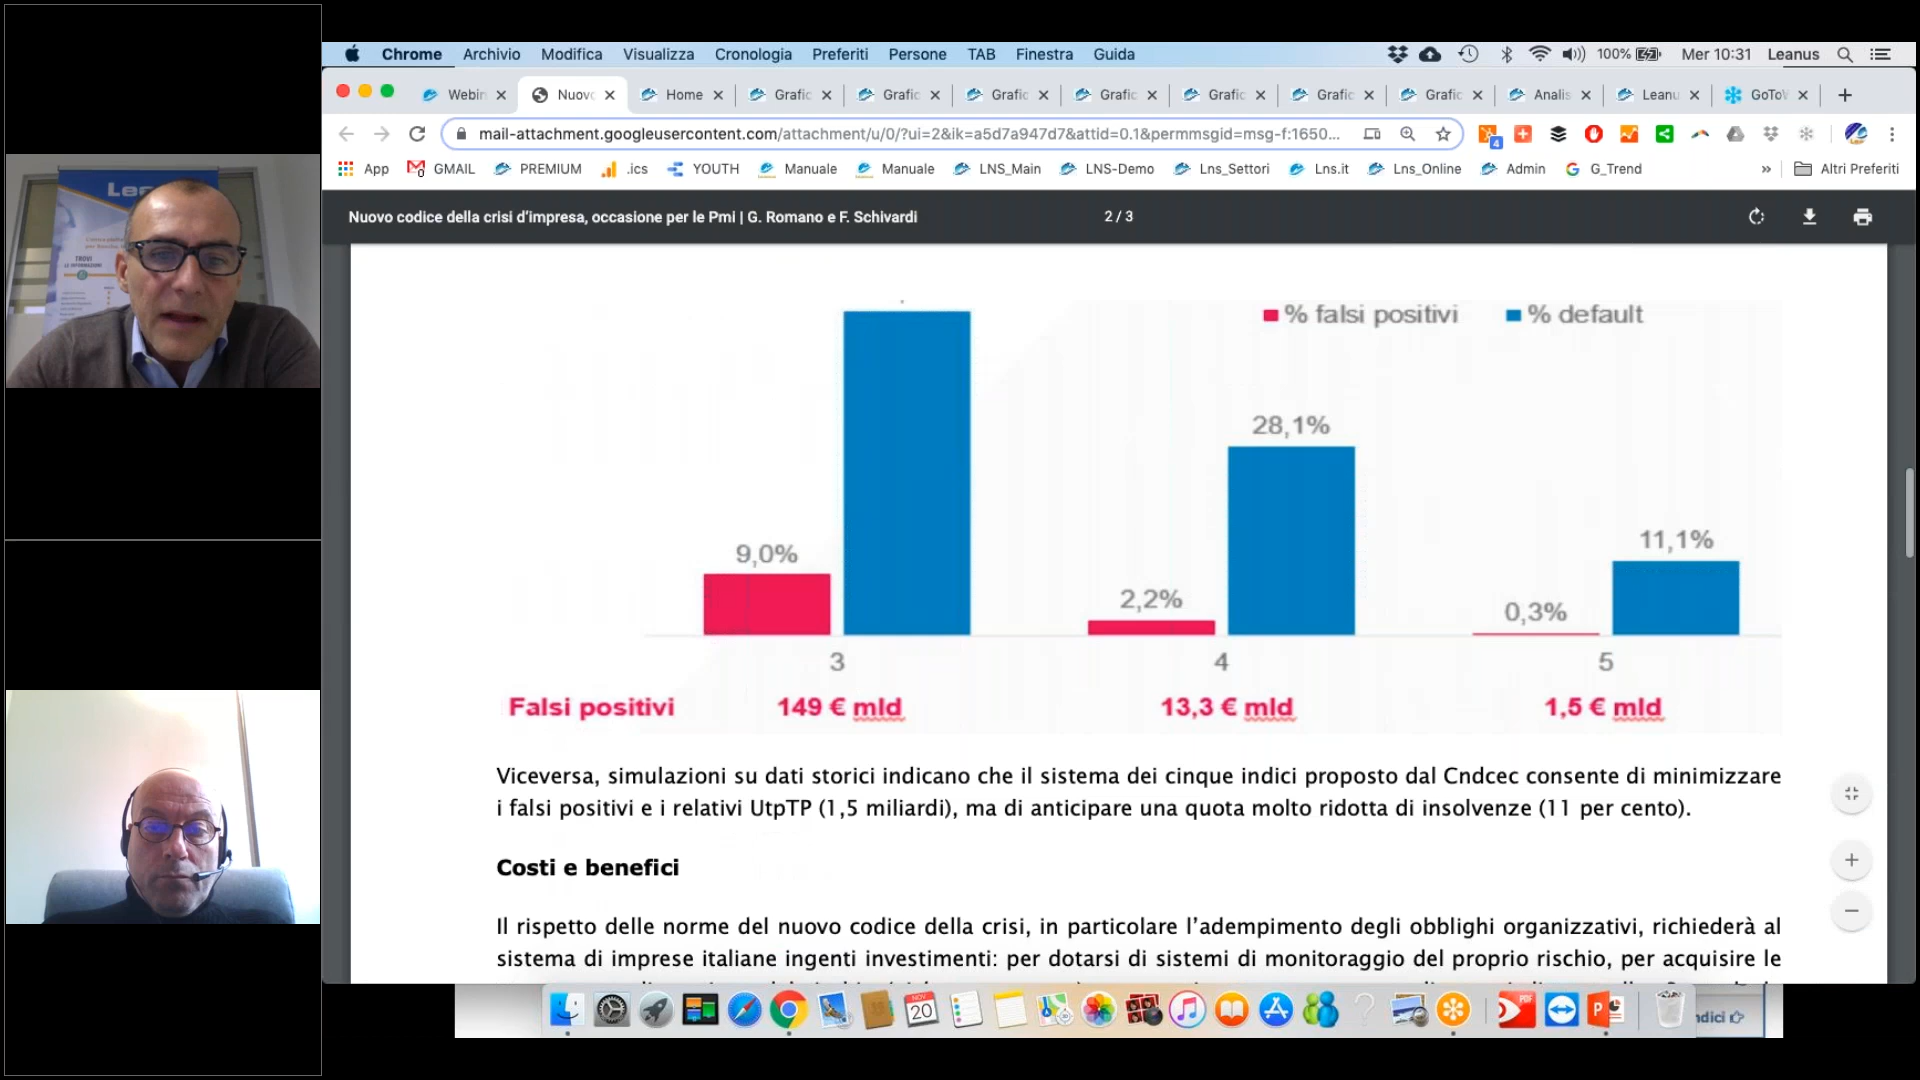 Chrome Archivio Modifica Visualizza Cronologia Preferiti Persone TAB Finestra Guida 100% Mer 10:31 Leanus
Webin Nuovo Home Grafic Grafic Grafic Grafic Grafic Grafic Grafic Analis Leanu GoToW
mail-attachment.googleusercontent.com/attachment/u/0/?ui=2&ik=a5d7a947d7&attid=0.1&permmsgid=msg-f:1650...
4
App GMAIL PREMIUM .ics YOUTH Manuale Manuale LNS_Main LNS-Demo Lns_Settori Lns.it Lns_Online Admin G_Trend » Altri Preferiti
Nuovo codice della crisi d'impresa, occasione per le Pmi | G. Romano e F. Schivardi 2 / 3
% falsi positivi % default
28,1%
11,1%
9,0%
2,2%
0,3%
3 4 5
Falsi positivi 149 € mld 13,3 € mld 1,5 € mld
Viceversa, simulazioni su dati storici indicano che il sistema dei cinque indici proposto dal Cndcec consente di minimizzare
i falsi positivi e i relativi UtpTP (1,5 miliardi), ma di anticipare una quota molto ridotta di insolvenze (11 per cento).
Costi e benefici
Il rispetto delle norme del nuovo codice della crisi, in particolare l'adempimento degli obblighi organizzativi, richiederà al
sistema di imprese italiane ingenti investimenti: per dotarsi di sistemi di monitoraggio del proprio rischio, per acquisire le
NOV
20
PDF
ndici
TROVI
LE INFORMAZIONI